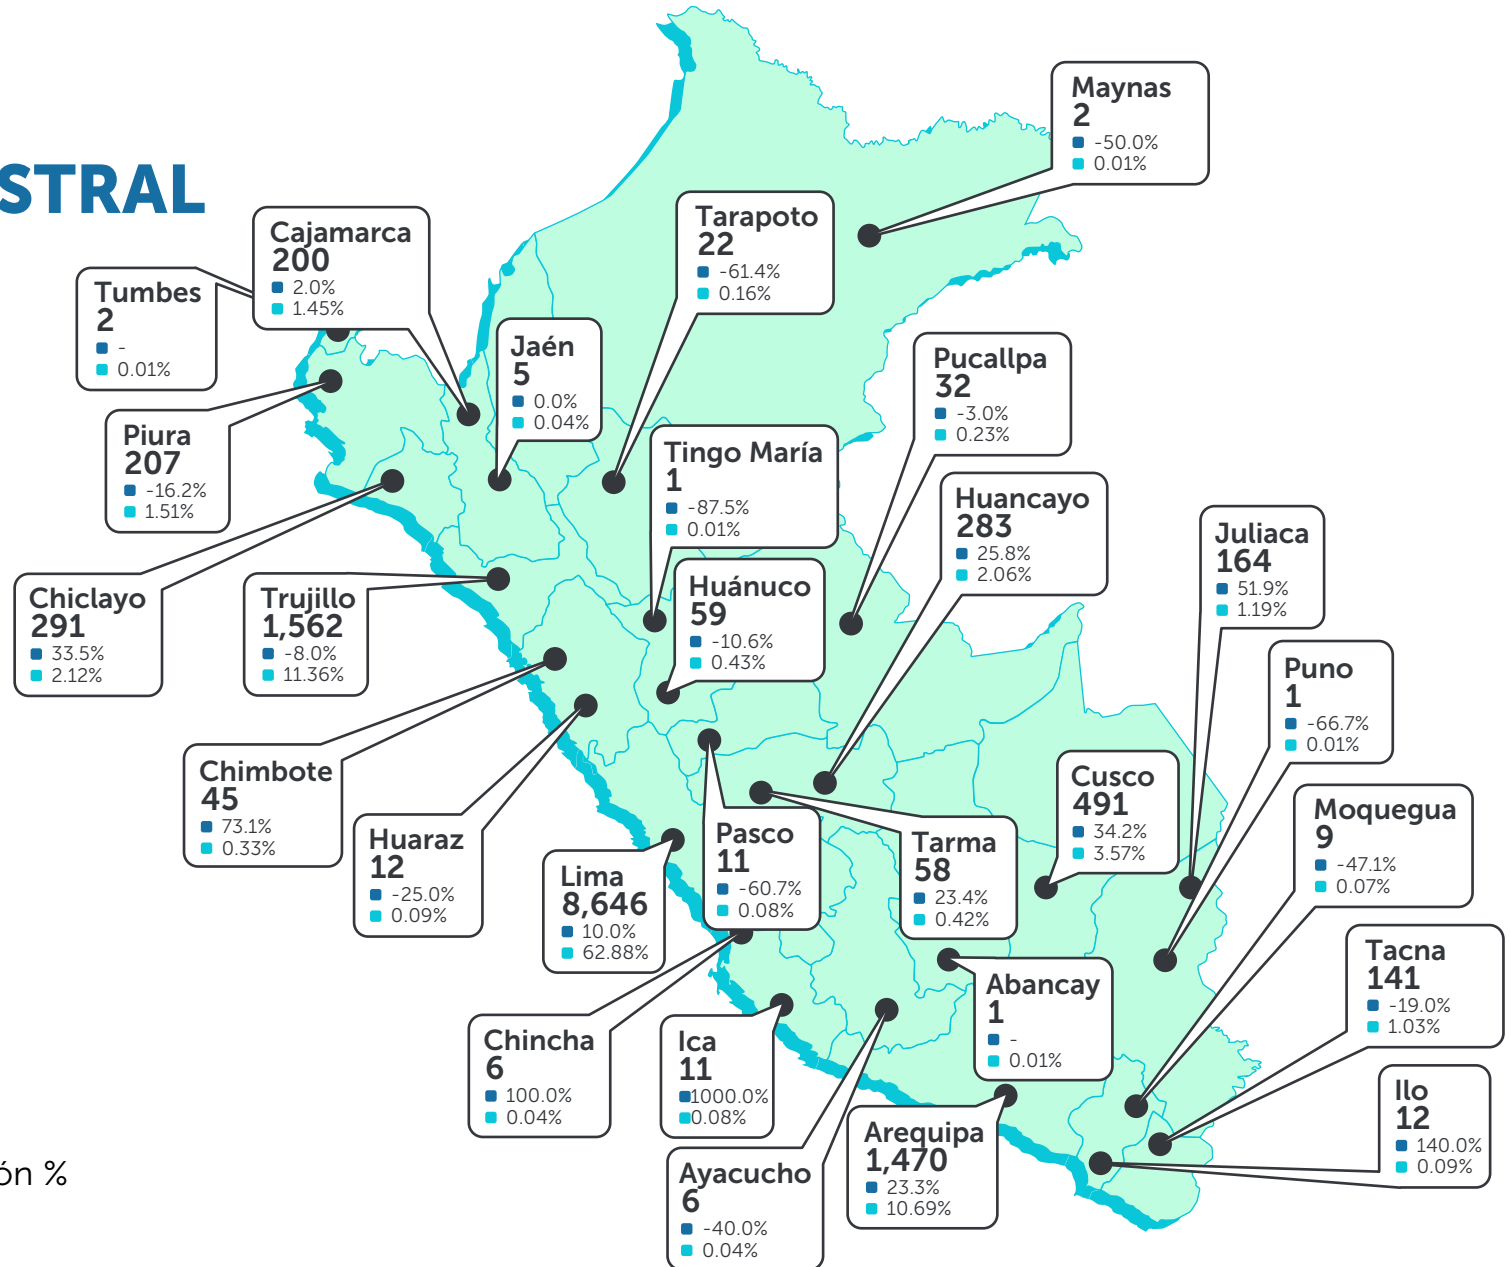 STRAL
Maynas
2
-50.0%
0.01%
Tarapoto
22
-61.4%
0.16%
Cajamarca
200
2.0%
1.45%
Tumbes
2
-
0.01%
Jaén
5
0.0%
0.04%
Pucallpa
32
-3.0%
0.23%
Piura
207
-16.2%
1.51%
Tingo María
1
-87.5%
0.01%
Huancayo
283
25.8%
2.06%
Juliaca
164
51.9%
1.19%
Chiclayo
291
33.5%
2.12%
Trujillo
1,562
-8.0%
11.36%
Huánuco
59
-10.6%
0.43%
Puno
1
-66.7%
0.01%
Chimbote
45
73.1%
0.33%
Cusco
491
34.2%
3.57%
Moquegua
9
-47.1%
0.07%
Huaraz
12
-25.0%
0.09%
Lima
8,646
10.0%
62.88%
Pasco
11
-60.7%
0.08%
Tarma
58
23.4%
0.42%
Tacna
141
-19.0%
1.03%
Abancay
1
-
0.01%
Chincha
6
100.0%
0.04%
Ica
11
1000.0%
0.08%
Ilo
12
140.0%
0.09%
Arequipa
1,470
23.3%
10.69%
Ayacucho
6
-40.0%
0.04%
ón %